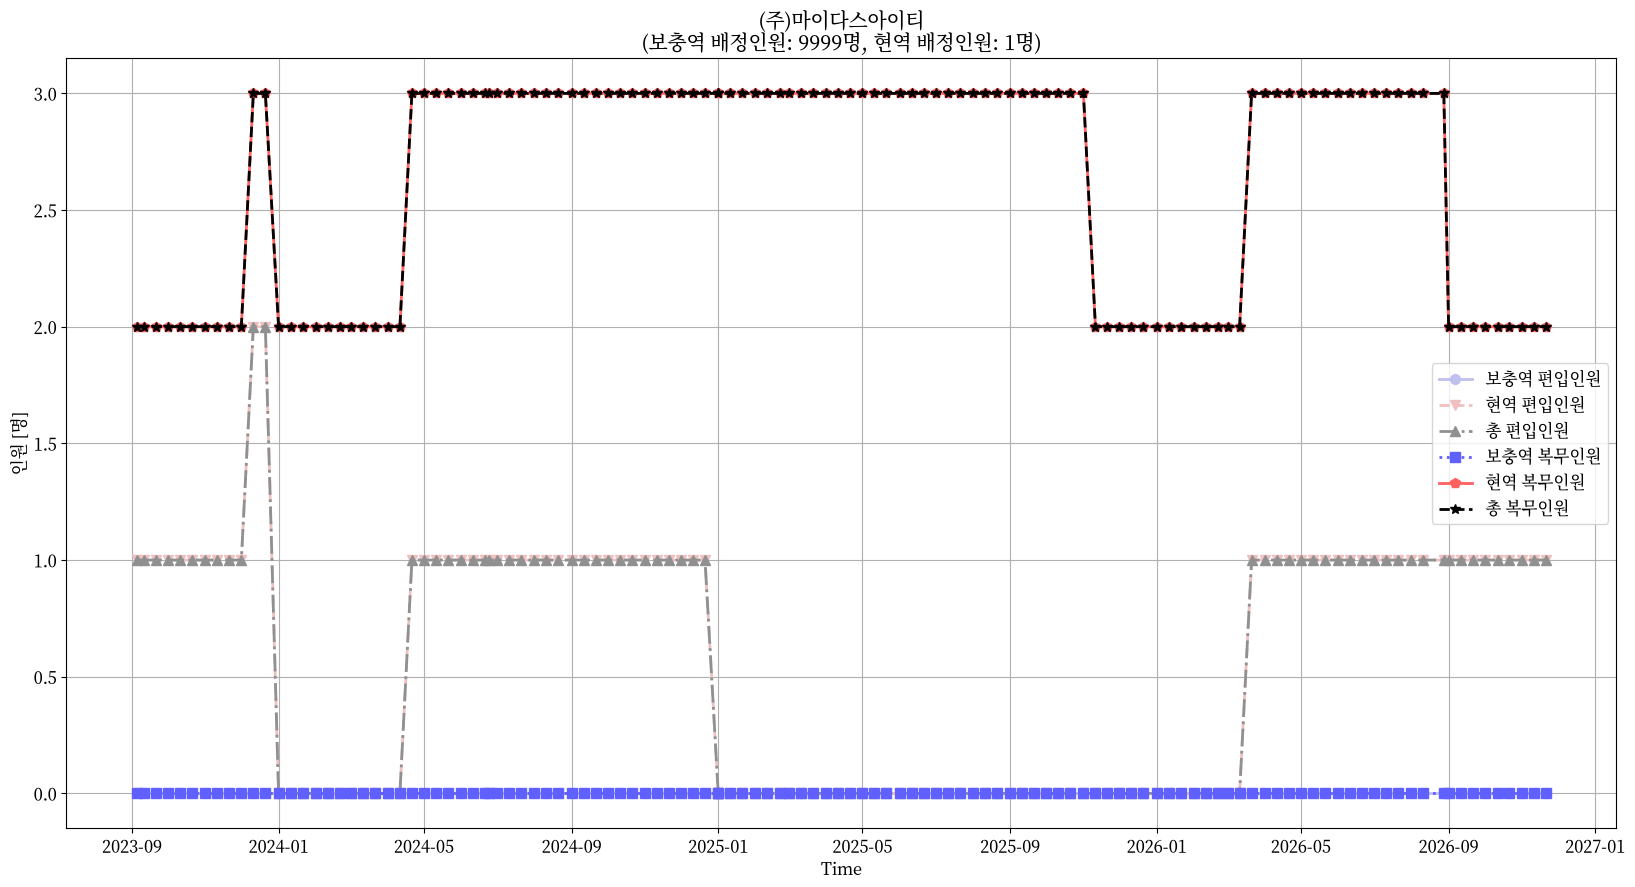 (주)마이다스아이티
(보충역 배정인원: 9999명, 현역 배정인원: 1명)
3.0
2.5
2.0
1.5
1.0
0.5
0.0
인원 [명]
보충역 편입인원
현역 편입인원
총 편입인원
보충역 복무인원
현역 복무인원
총 복무인원
2023-09 2024-01 2024-05 2024-09 2025-01 2025-05 2025-09 2026-01 2026-05 2026-09 2027-01
Time